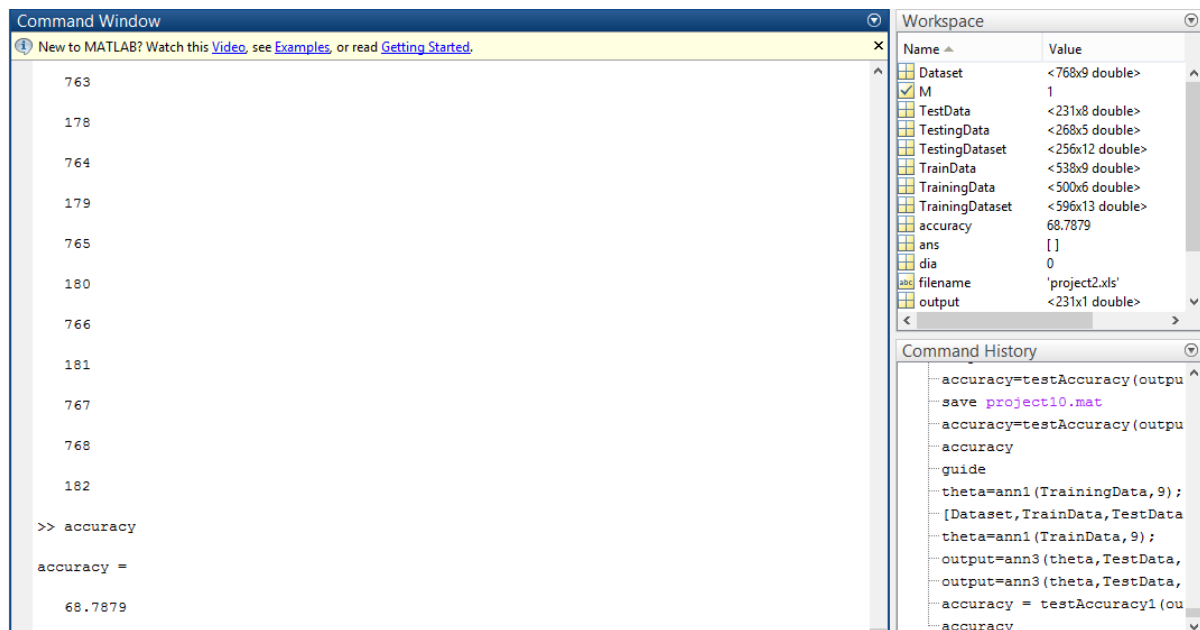 Command Window
New to MATLAB? Watch this Video, see Examples, or read Getting Started.
763
178
764
179
765
180
766
181
767
768
182
>> accuracy
accuracy =
68.7879
Workspace
Name Value
Dataset <768x9 double>
M 1
TestData <231x8 double>
TestingData <268x5 double>
TestingDataset <256x12 double>
TrainData <538x9 double>
TrainingData <500x6 double>
TrainingDataset <596x13 double>
accuracy 68.7879
ans [ ]
dia 0
abc filename 'project2.xls'
output <231x1 double>
Command History
accuracy=testAccuracy(outpu
save project10.mat
accuracy=testAccuracy(outpu
accuracy
guide
theta=ann1(TrainingData,9);
[Dataset,TrainData,TestData
theta=ann1(TrainData,9);
output=ann3(theta,TestData,
output=ann3(theta,TestData,
accuracy = testAccuracy1(ou
accuracy